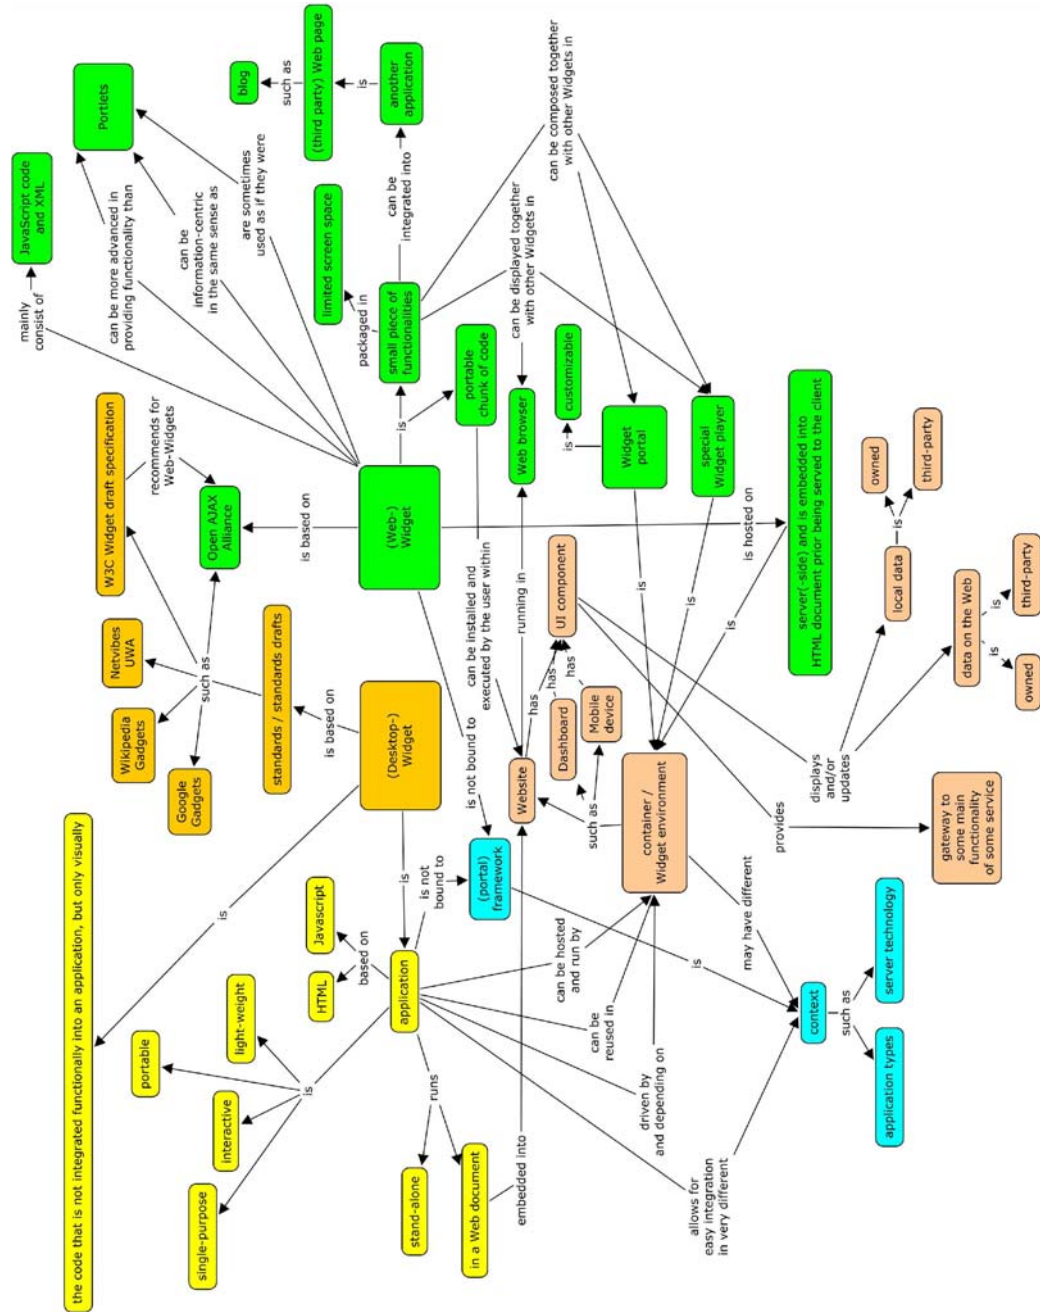 the code that is not integrated functionally into an application, but only visually
single-purpose
interactive
portable
light-weight
is
is
HTML
Javascript
based on
application
runs
stand-alone
in a Web document
embedded into
is
is not
bound to
(portal)
framework
can be hosted
and run by
can be
reused in
driven by
and depending on
allows for
easy integration
in very different
Google
Gadgets
Wikipedia
Gadgets
Netvibes
UWA
W3C Widget draft specification
such as
standards / standards drafts
is based on
(Desktop-)
Widget
recommends for
Web-Widgets
Open AJAX
Alliance
is based on
(Web-)
Widget
is not bound to
mainly
consist of
JavaScript code
and XML
can be more advanced in
providing functionality than
can be
information-centric
in the same sense as
are sometimes
used as if they were
Portlets
is
small piece of
functionalities
portable
chunk of code
can be installed and
executed by the user within
packaged in
limited screen space
can be
integrated into
another
application
is
(third party) Web page
such as
blog
can be displayed together
with other Widgets in
can be composed together
with other Widgets in
Web browser
running in
Website
customizable
is
Widget
portal
special
Widget player
is
is
is
is hosted on
server(-side) and is embedded into
HTML document prior being served to the client
UI component
has
has
has
Dashboard
Mobile
device
such as
container /
Widget environment
may have different
is
context
such as
application types
server technology
provides
gateway to
some main
functionality
of some service
displays
and/or
updates
local data
is
owned
third-party
data on the Web
is
is
owned
third-party